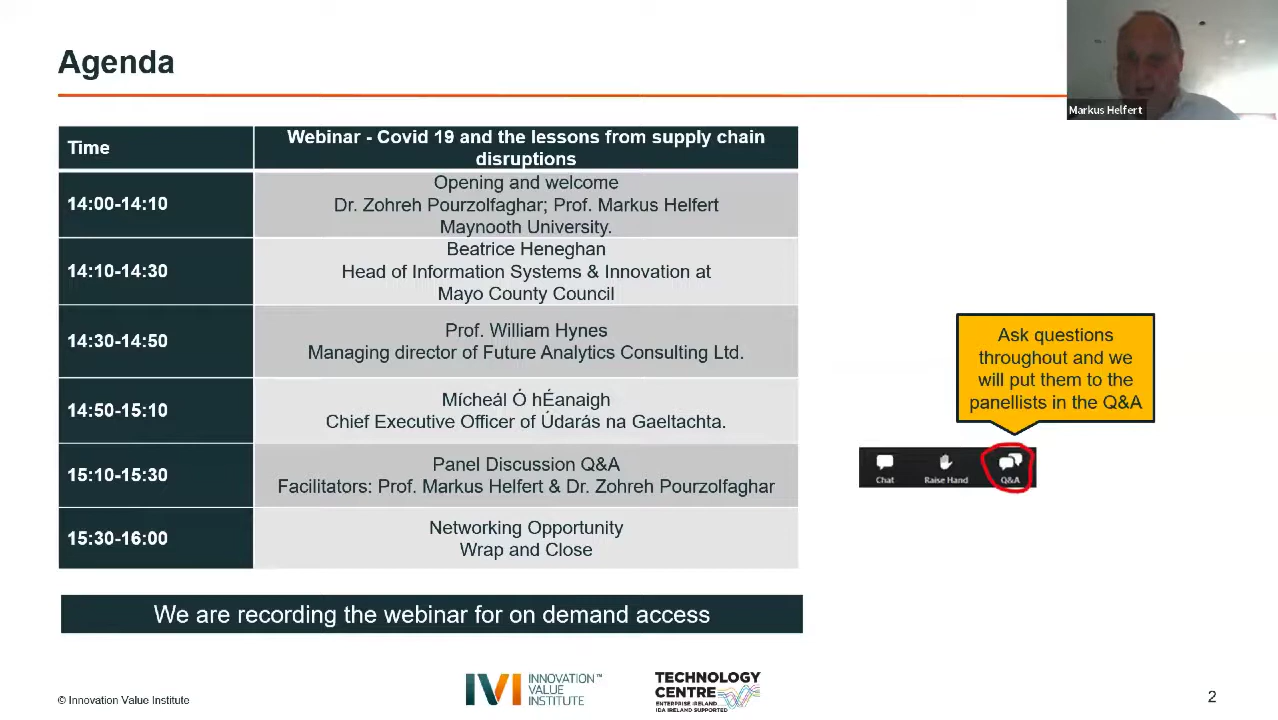 Agenda
Markus Helfert
Time
Webinar - Covid 19 and the lessons from supply chain
disruptions
14:00-14:10
Opening and welcome
Dr. Zohreh Pourzolfaghar; Prof. Markus Helfert
Maynooth University.
14:10-14:30
Beatrice Heneghan
Head of Information Systems & Innovation at
Mayo County Council
14:30-14:50
Prof. William Hynes
Managing director of Future Analytics Consulting Ltd.
14:50-15:10
Mícheál Ó hÉanaigh
Chief Executive Officer of Údarás na Gaeltachta.
15:10-15:30
Panel Discussion Q&A
Facilitators: Prof. Markus Helfert & Dr. Zohreh Pourzolfaghar
15:30-16:00
Networking Opportunity
Wrap and Close
Ask questions
throughout and we
will put them to the
panellists in the Q&A
Chat
Raise Hand
Q&A
We are recording the webinar for on demand access
© Innovation Value Institute
IVI
INNOVATION™
VALUE
INSTITUTE
TECHNOLOGY
CENTRE
ENTERPRISE IRELAND
IDA IRELAND SUPPORTED
2